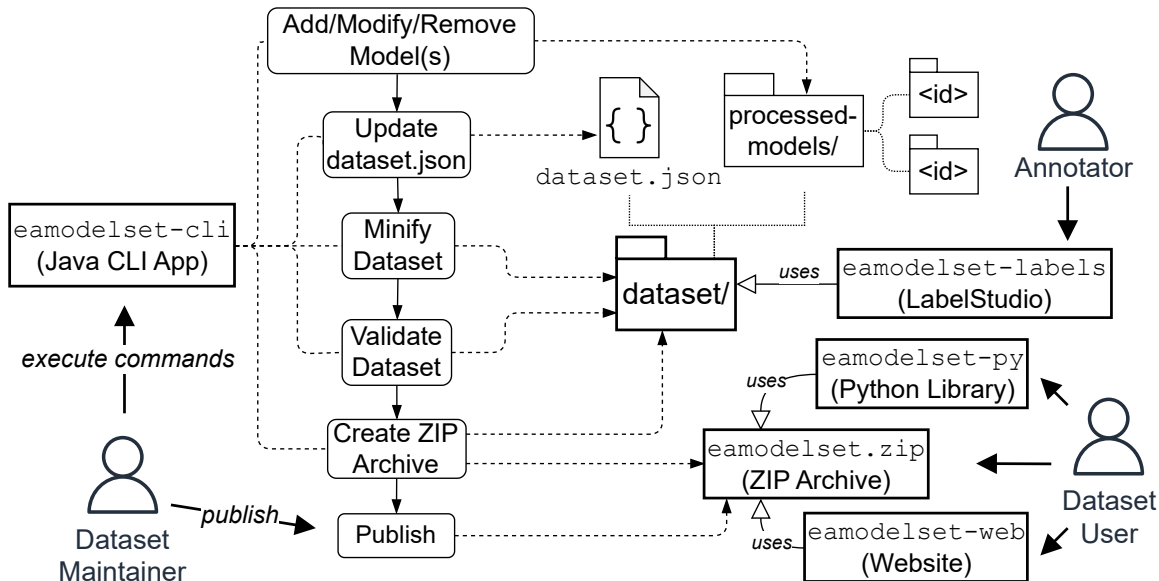 Add/Modify/Remove
Model(s)
Update
dataset.json
{ }
dataset.json
processed-
models/
<id>
<id>
Annotator
eamodelset-cli
(Java CLI App)
Minify
Dataset
dataset/
uses
eamodelset-labels
(LabelStudio)
execute commands
Validate
Dataset
eamodelset-py
(Python Library)
uses
Create ZIP
Archive
eamodelset.zip
(ZIP Archive)
Dataset
User
Dataset
Maintainer
publish
Publish
uses
eamodelset-web
(Website)